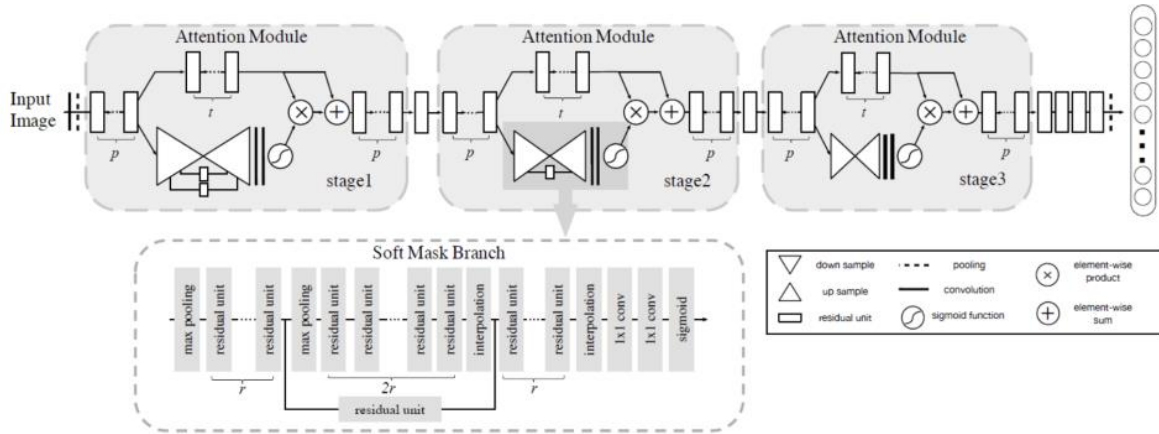 Attention Module
Attention Module
Attention Module
Input
Image
p
t
p
stage1
p
t
p
stage2
p
t
p
stage3
Soft Mask Branch
max pooling
residual unit
residual unit
max pooling
residual unit
residual unit
residual unit
residual unit
interpolation
residual unit
residual unit
interpolation
1x1 conv
1x1 conv
sigmoid
r
2r
r
residual unit
down sample
pooling
element-wise
product
up sample
convolution
residual unit
sigmoid function
element-wise
sum